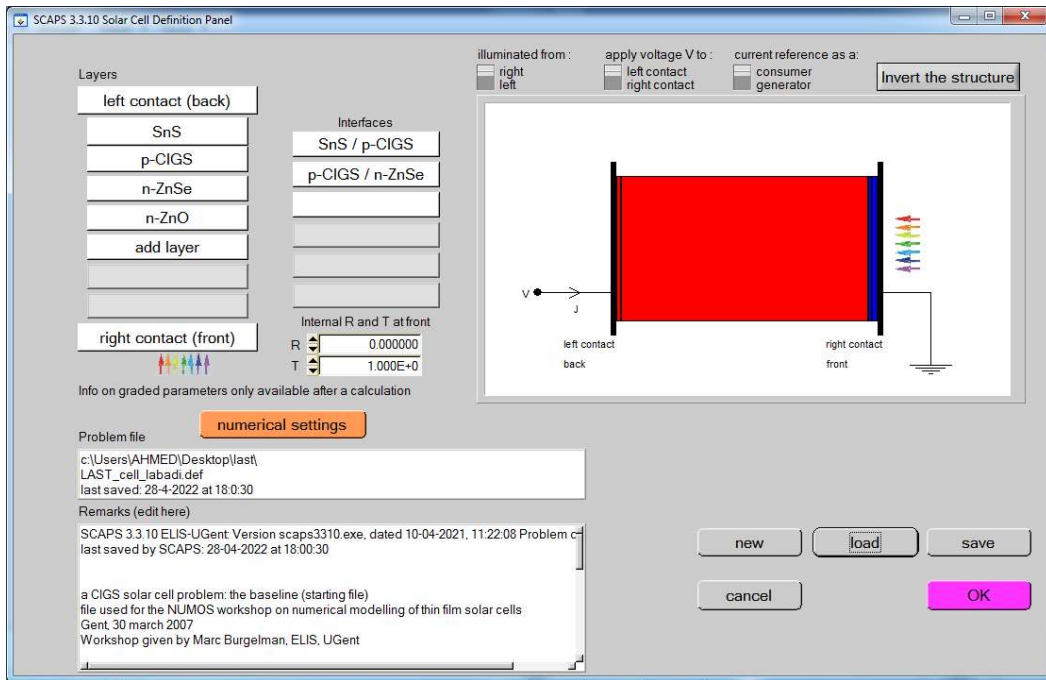 SCAPS 3.3.10 Solar Cell Definition Panel
Layers
left contact (back)
SnS
p-CIGS
n-ZnSe
n-ZnO
add layer
right contact (front)
Interfaces
SnS / p-CIGS
p-CIGS / n-ZnSe
Internal R and T at front
R 0.000000
T 1.000E+0
Info on graded parameters only available after a calculation
numerical settings
illuminated from :
right
left
apply voltage V to :
left contact
right contact
current reference as a:
consumer
generator
Invert the structure
V
J
left contact
back
right contact
front
Problem file
c:\Users\AHMED\Desktop\last\
LAST_cell_labadi.def
last saved: 28-4-2022 at 18:0:30
Remarks (edit here)
SCAPS 3.3.10 ELIS-UGent: Version scaps3310.exe, dated 10-04-2021, 11:22:08 Problem c
last saved by SCAPS: 28-04-2022 at 18:00:30
a CIGS solar cell problem: the baseline (starting file)
file used for the NUMOS workshop on numerical modelling of thin film solar cells
Gent, 30 march 2007
Workshop given by Marc Burgelman, ELIS, UGent
new
load
save
cancel
OK